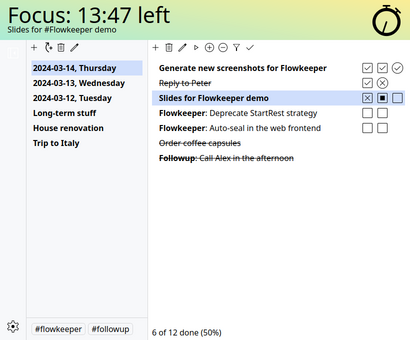 Focus: 13:47 left
Slides for #Flowkeeper demo
2024-03-14, Thursday
2024-03-13, Wednesday
2024-03-12, Tuesday
Long-term stuff
House renovation
Trip to Italy
#flowkeeper
#followup
Generate new screenshots for Flowkeeper
Reply to Peter
Slides for Flowkeeper demo
Flowkeeper: Deprecate StartRest strategy
Flowkeeper: Auto-seal in the web frontend
Order coffee capsules
Followup: Call Alex in the afternoon
6 of 12 done (50%)